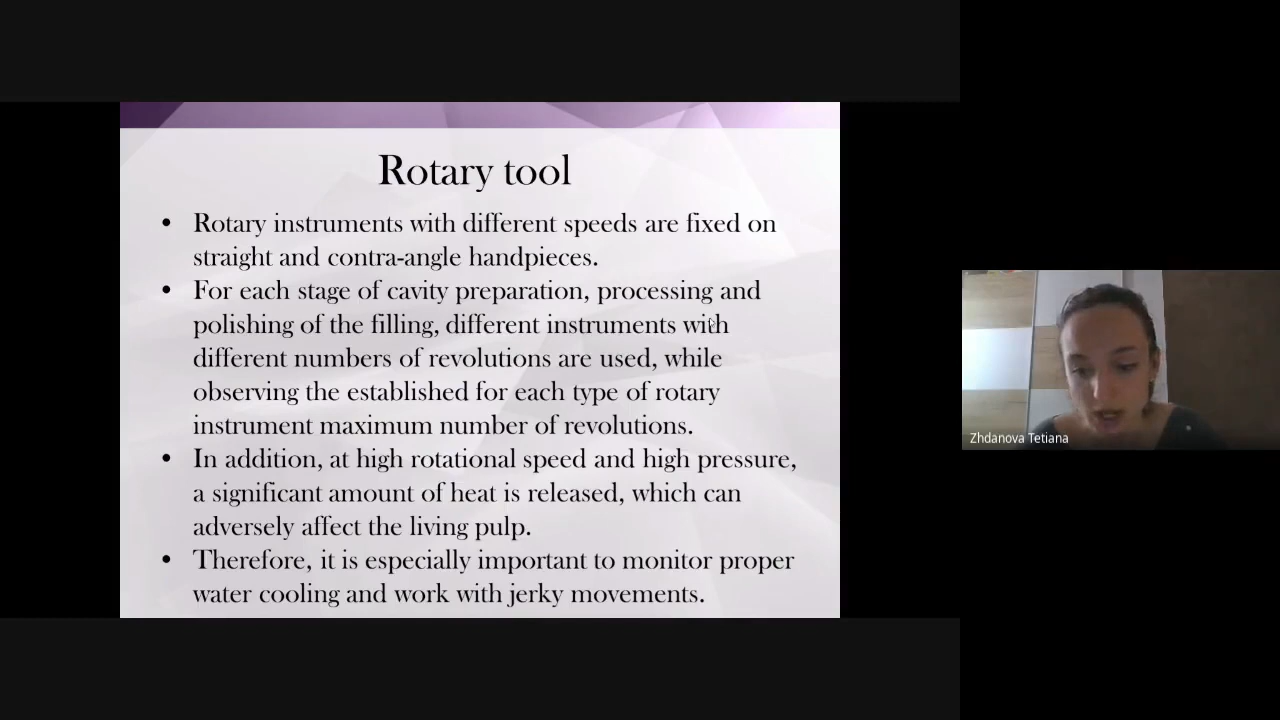 Rotary tool
• Rotary instruments with different speeds are fixed on
straight and contra-angle handpieces.
• For each stage of cavity preparation, processing and
polishing of the filling, different instruments with
different numbers of revolutions are used, while
observing the established for each type of rotary
instrument maximum number of revolutions.
• In addition, at high rotational speed and high pressure,
a significant amount of heat is released, which can
adversely affect the living pulp.
• Therefore, it is especially important to monitor proper
water cooling and work with jerky movements.
Zhdanova Tetiana